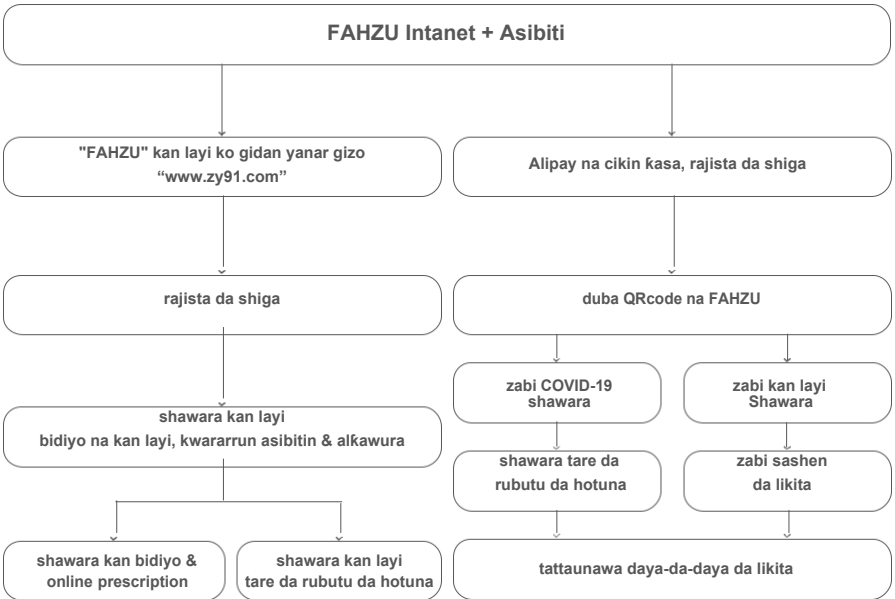 FAHZU Intanet + Asibiti
"FAHZU" kan layi ko gidan yanar gizo
“www.zy91.com”
Alipay na cikin ƙasa, rajista da shiga
rajista da shiga
duba QRcode na FAHZU
zabi COVID-19
shawara
zabi kan layi
Shawara
shawara kan layi
bidiyo na kan layi, kwararrun asibitin & alƙawura
shawara tare da
rubutu da hotuna
zabi sashen
da likita
shawara kan bidiyo &
online prescription
shawara kan layi
tare da rubutu da hotuna
tattaunawa daya-da-daya da likita